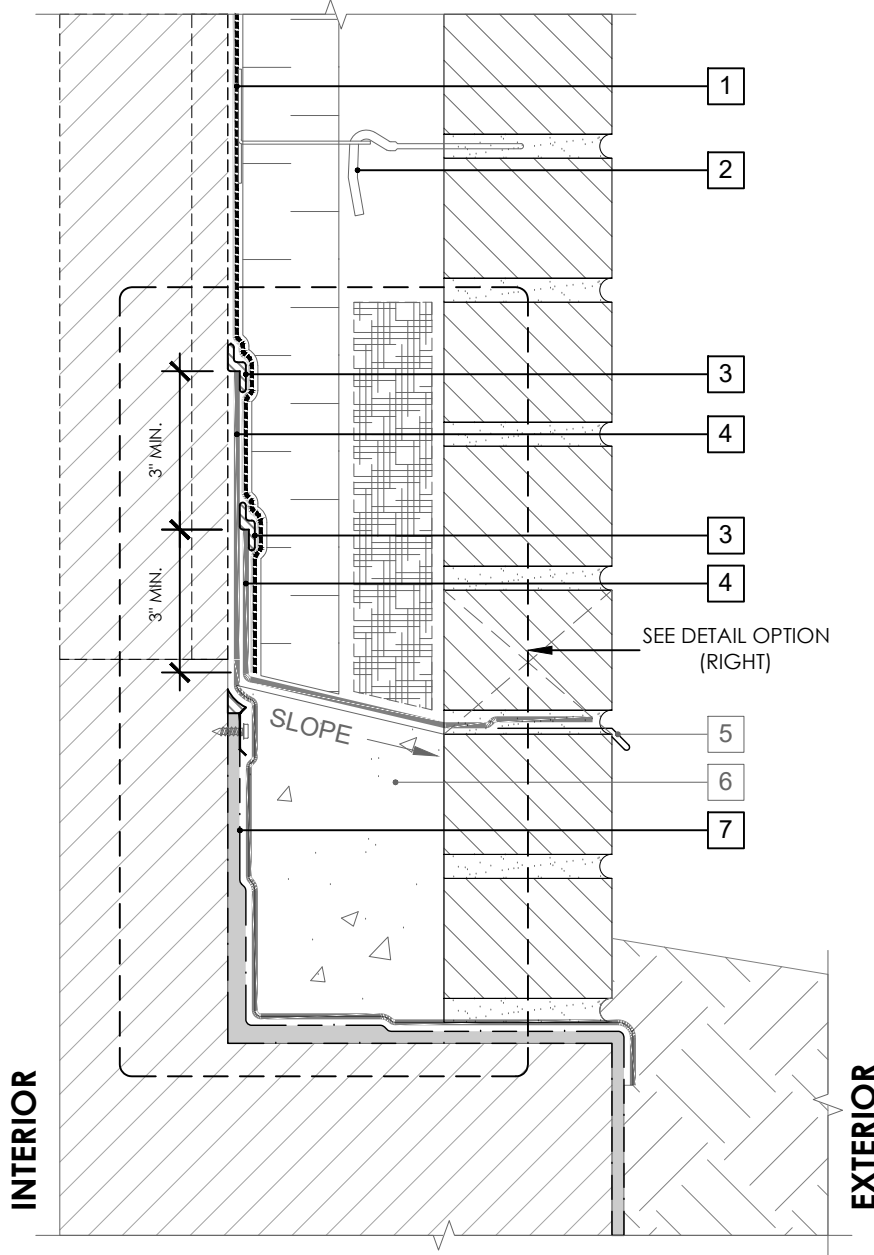 1
2
3
3" MIN.
4
3
3" MIN.
4
SEE DETAIL OPTION
(RIGHT)
SLOPE
5
6
7
INTERIOR
EXTERIOR